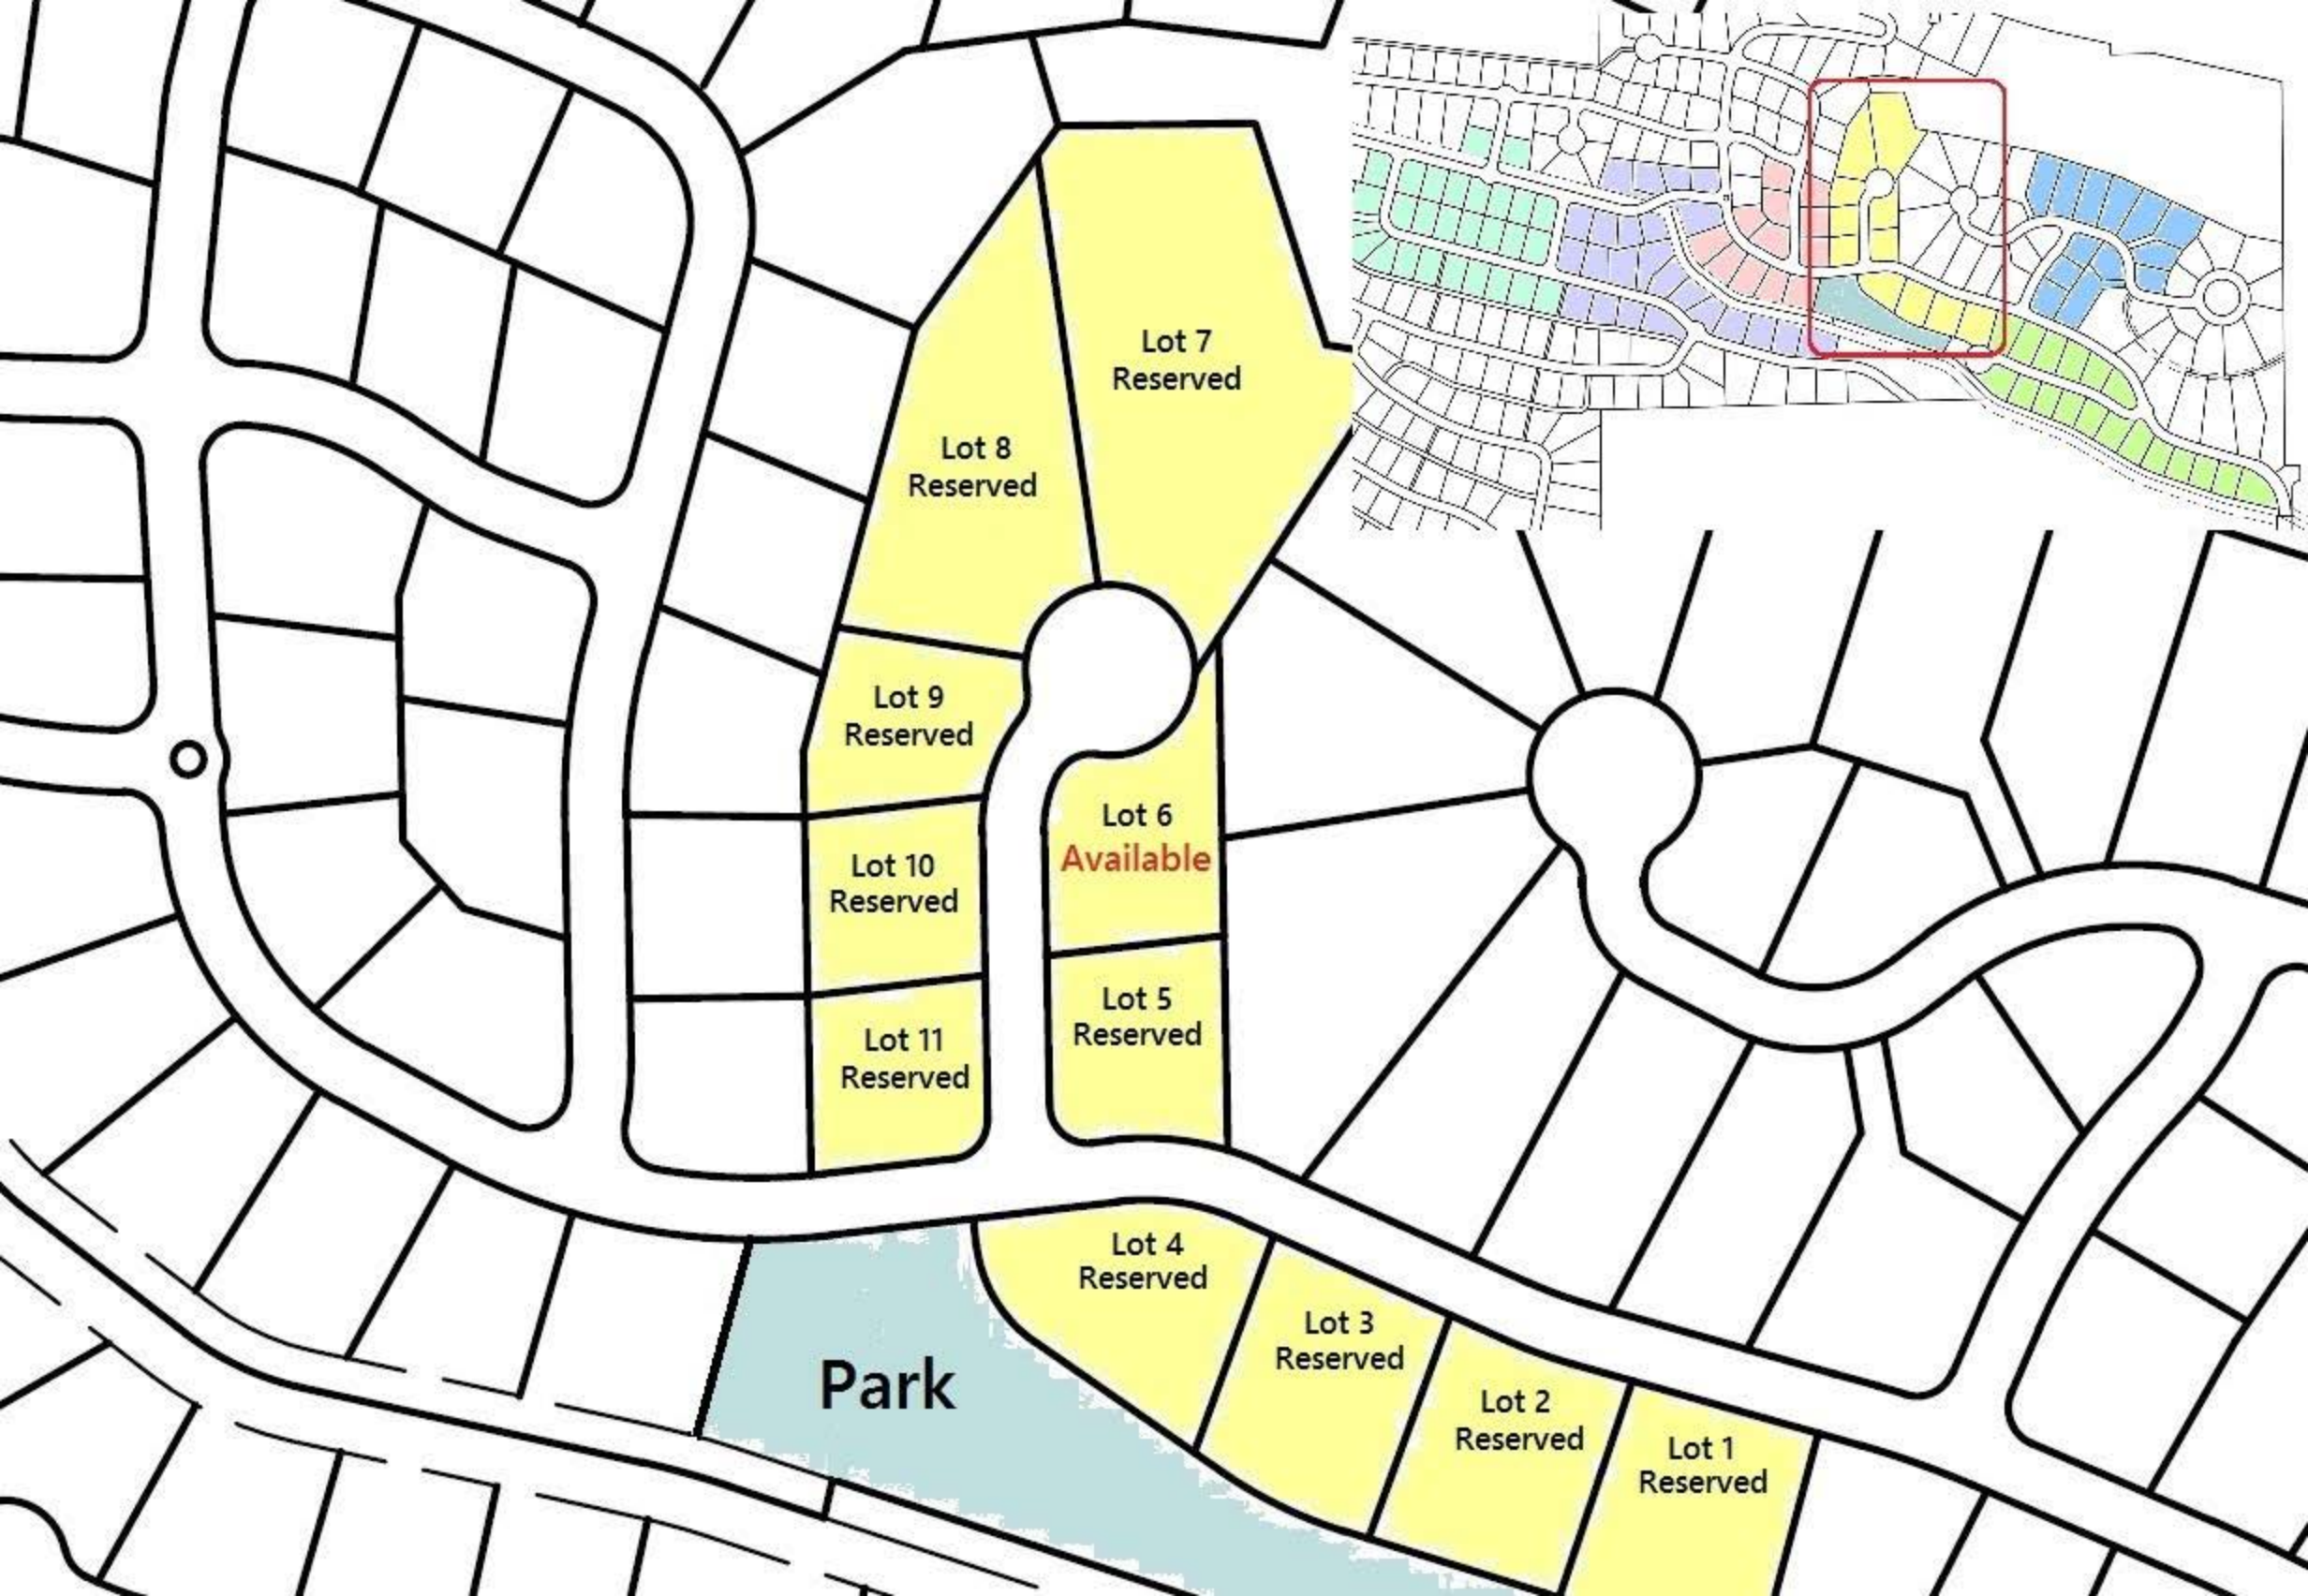 Lot 7
Reserved
Lot 8
Reserved
Lot 9
Reserved
Lot 6
Available
Lot 10
Reserved
Lot 5
Reserved
Lot 11
Reserved
Lot 4
Reserved
Lot 3
Reserved
Park
Lot 2
Reserved
Lot 1
Reserved